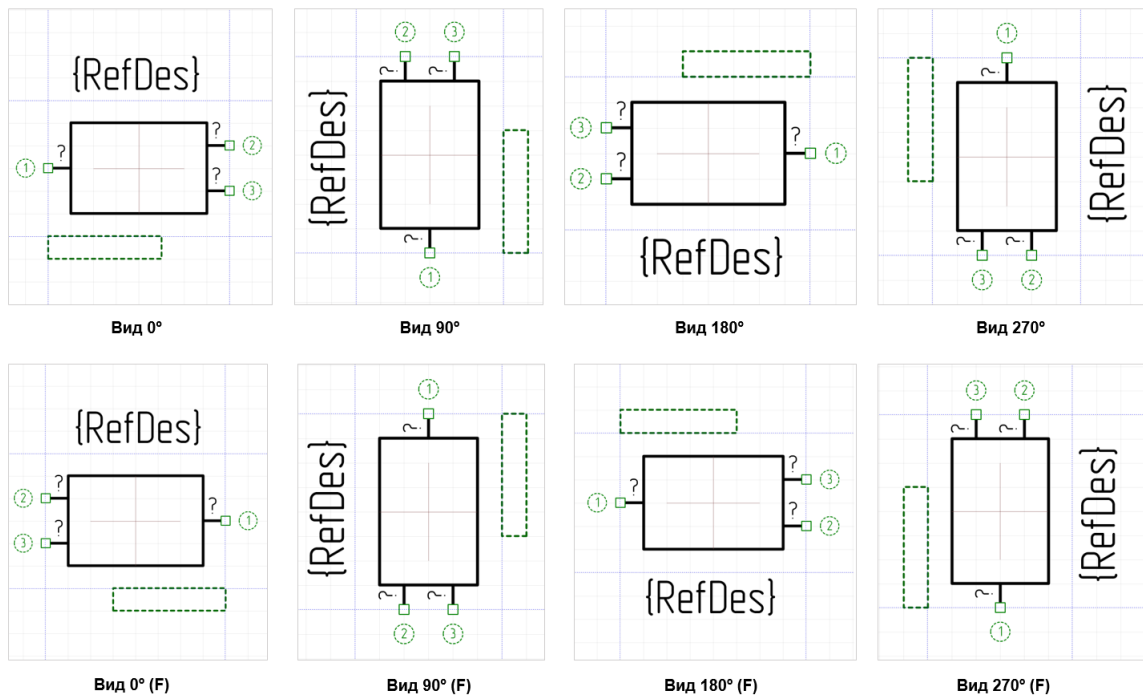 {RefDes}
? ? ?
1 2 3
2 3
? ?
{RefDes}
?
1
3 ? ? 1
2 ?
{RefDes}
1
?
{RefDes}
? ?
3 2
Вид 0° Вид 90° Вид 180° Вид 270°
{RefDes}
2 ? ? 1
3 ?
1
?
{RefDes}
? ?
2 3
1 ? ? 3
? 2
{RefDes}
3 2
? ?
{RefDes}
?
1
Вид 0° (F) Вид 90° (F) Вид 180° (F) Вид 270° (F)